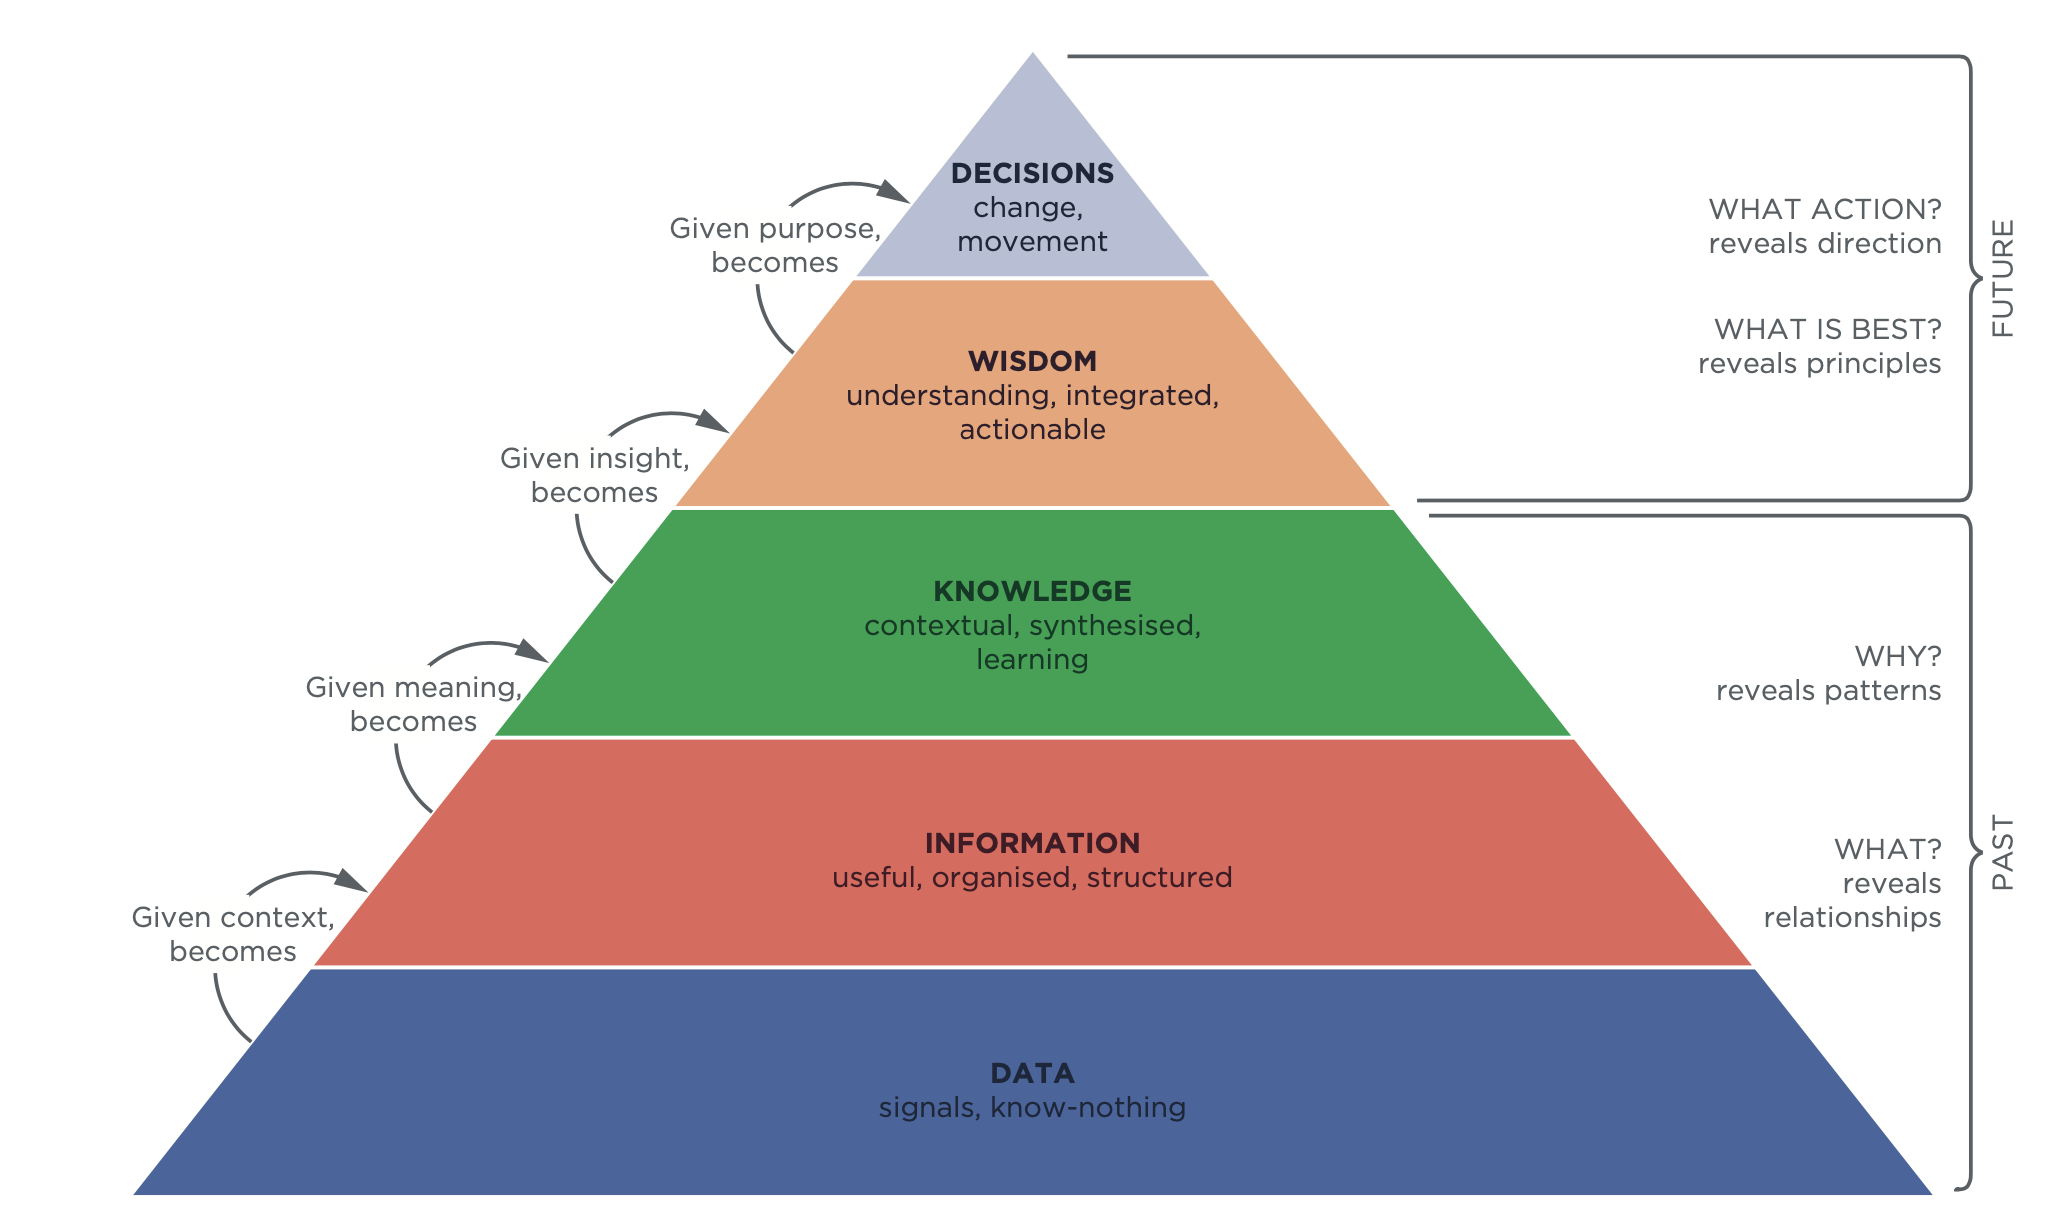 DECISIONS
change,
movement
Given purpose,
becomes
WHAT ACTION?
reveals direction
WHAT IS BEST?
reveals principles
FUTURE
WISDOM
understanding, integrated,
actionable
Given insight,
becomes
KNOWLEDGE
contextual, synthesised,
learning
Given meaning,
becomes
WHY?
reveals patterns
INFORMATION
useful, organised, structured
WHAT?
reveals
relationships
PAST
Given context,
becomes
DATA
signals, know-nothing